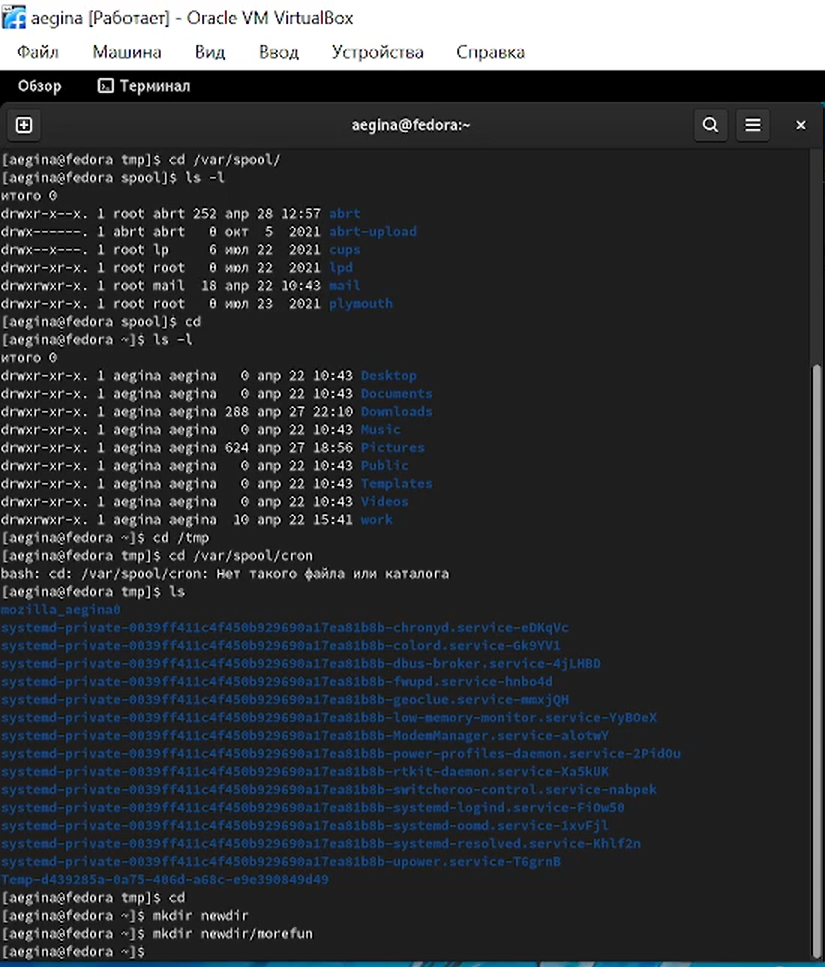 aegina [Работает] - Oracle VM VirtualBox
Файл Машина Вид Ввод Устройства Справка
Обзор Терминал
aegina@fedora:~
[aegina@fedora tmp]$ cd /var/spool/
[aegina@fedora spool]$ ls -l
итого 0
drwxr-x--x. 1 root abrt 252 апр 28 12:57 abrt
drwx------. 1 abrt abrt 0 окт 5 2021 abrt-upload
drwx--x---. 1 root lp 6 июл 22 2021 cups
drwxr-xr-x. 1 root root 0 июл 22 2021 lpd
drwxrwxr-x. 1 root mail 18 апр 22 10:43 mail
drwxr-xr-x. 1 root root 0 июл 23 2021 plymouth
[aegina@fedora spool]$ cd
[aegina@fedora ~]$ ls -l
итого 0
drwxr-xr-x. 1 aegina aegina 0 апр 22 10:43 Desktop
drwxr-xr-x. 1 aegina aegina 0 апр 22 10:43 Documents
drwxr-xr-x. 1 aegina aegina 288 апр 27 22:10 Downloads
drwxr-xr-x. 1 aegina aegina 0 апр 22 10:43 Music
drwxr-xr-x. 1 aegina aegina 624 апр 27 18:56 Pictures
drwxr-xr-x. 1 aegina aegina 0 апр 22 10:43 Public
drwxr-xr-x. 1 aegina aegina 0 апр 22 10:43 Templates
drwxr-xr-x. 1 aegina aegina 0 апр 22 10:43 Videos
drwxrwxr-x. 1 aegina aegina 10 апр 22 15:41 work
[aegina@fedora ~]$ cd /tmp
[aegina@fedora tmp]$ cd /var/spool/cron
bash: cd: /var/spool/cron: Нет такого файла или каталога
[aegina@fedora tmp]$ ls
mozilla_aegina0
systemd-private-0039ff411c4f450b929690a17ea81b8b-chronyd.service-eDKqVc
systemd-private-0039ff411c4f450b929690a17ea81b8b-colord.service-Gk9YV1
systemd-private-0039ff411c4f450b929690a17ea81b8b-dbus-broker.service-4jLHBD
systemd-private-0039ff411c4f450b929690a17ea81b8b-fwupd.service-hnbo4d
systemd-private-0039ff411c4f450b929690a17ea81b8b-geoclue.service-mmxjQH
systemd-private-0039ff411c4f450b929690a17ea81b8b-low-memory-monitor.service-YyBOeX
systemd-private-0039ff411c4f450b929690a17ea81b8b-ModemManager.service-alotwY
systemd-private-0039ff411c4f450b929690a17ea81b8b-power-profiles-daemon.service-2PidOu
systemd-private-0039ff411c4f450b929690a17ea81b8b-rtkit-daemon.service-Xa5kUK
systemd-private-0039ff411c4f450b929690a17ea81b8b-switcheroo-control.service-nabpek
systemd-private-0039ff411c4f450b929690a17ea81b8b-systemd-logind.service-FiOw50
systemd-private-0039ff411c4f450b929690a17ea81b8b-systemd-oomd.service-1xvFjl
systemd-private-0039ff411c4f450b929690a17ea81b8b-systemd-resolved.service-Khlf2n
systemd-private-0039ff411c4f450b929690a17ea81b8b-upower.service-T6grnB
Temp-d439285a-0a75-406d-a68c-e9e390849d49
[aegina@fedora tmp]$ cd
[aegina@fedora ~]$ mkdir newdir
[aegina@fedora ~]$ mkdir newdir/morefun
[aegina@fedora ~]$